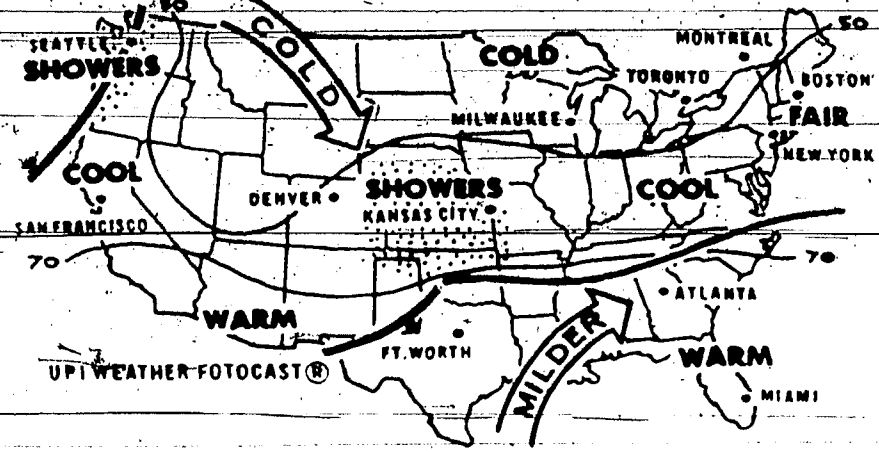 50
COLD
50
SEATTLE
SHOWERS
COLD
MONTREAL
TORONTO
BOSTON
MILWAUKEE
FAIR
NEW YORK
COOL
DENVER
SHOWERS
COOL
KANSAS CITY
SAN FRANCISCO
70
70
ATLANTA
WARM
MILDER
FT. WORTH
WARM
UPI WEATHER FOTOCAST ®
MIAMI